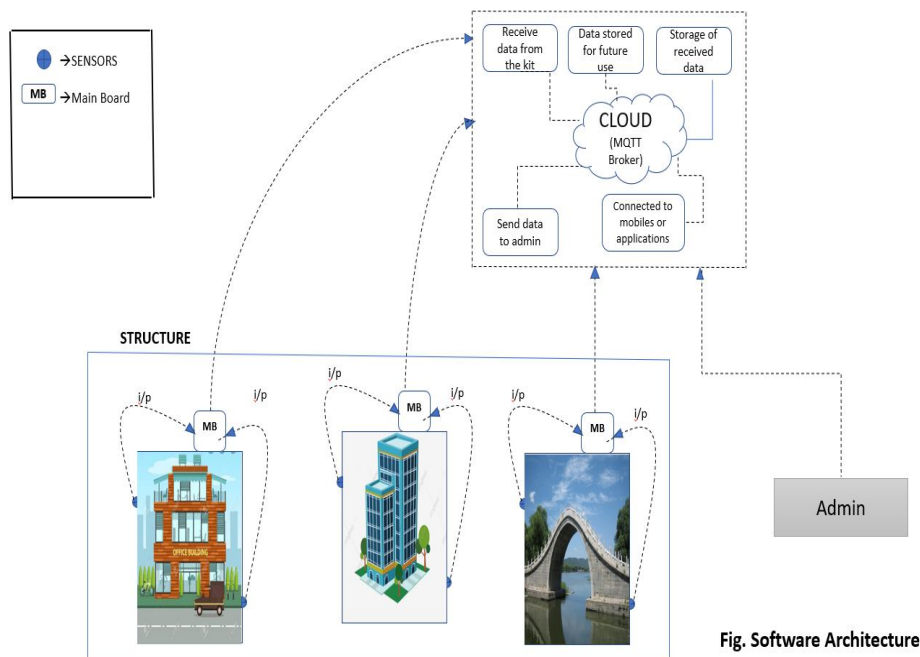 →SENSORS
MB →Main Board
Receive
data from
the kit
Data stored
for future
use
Storage of
received
data
CLOUD
(MQTT
Broker)
Send data
to admin
Connected to
mobiles or
applications
STRUCTURE
i/p
MB
i/p
i/p
MB
i/p
i/p
MB
i/p
OFFICE BUILDING
Admin
Fig. Software Architecture